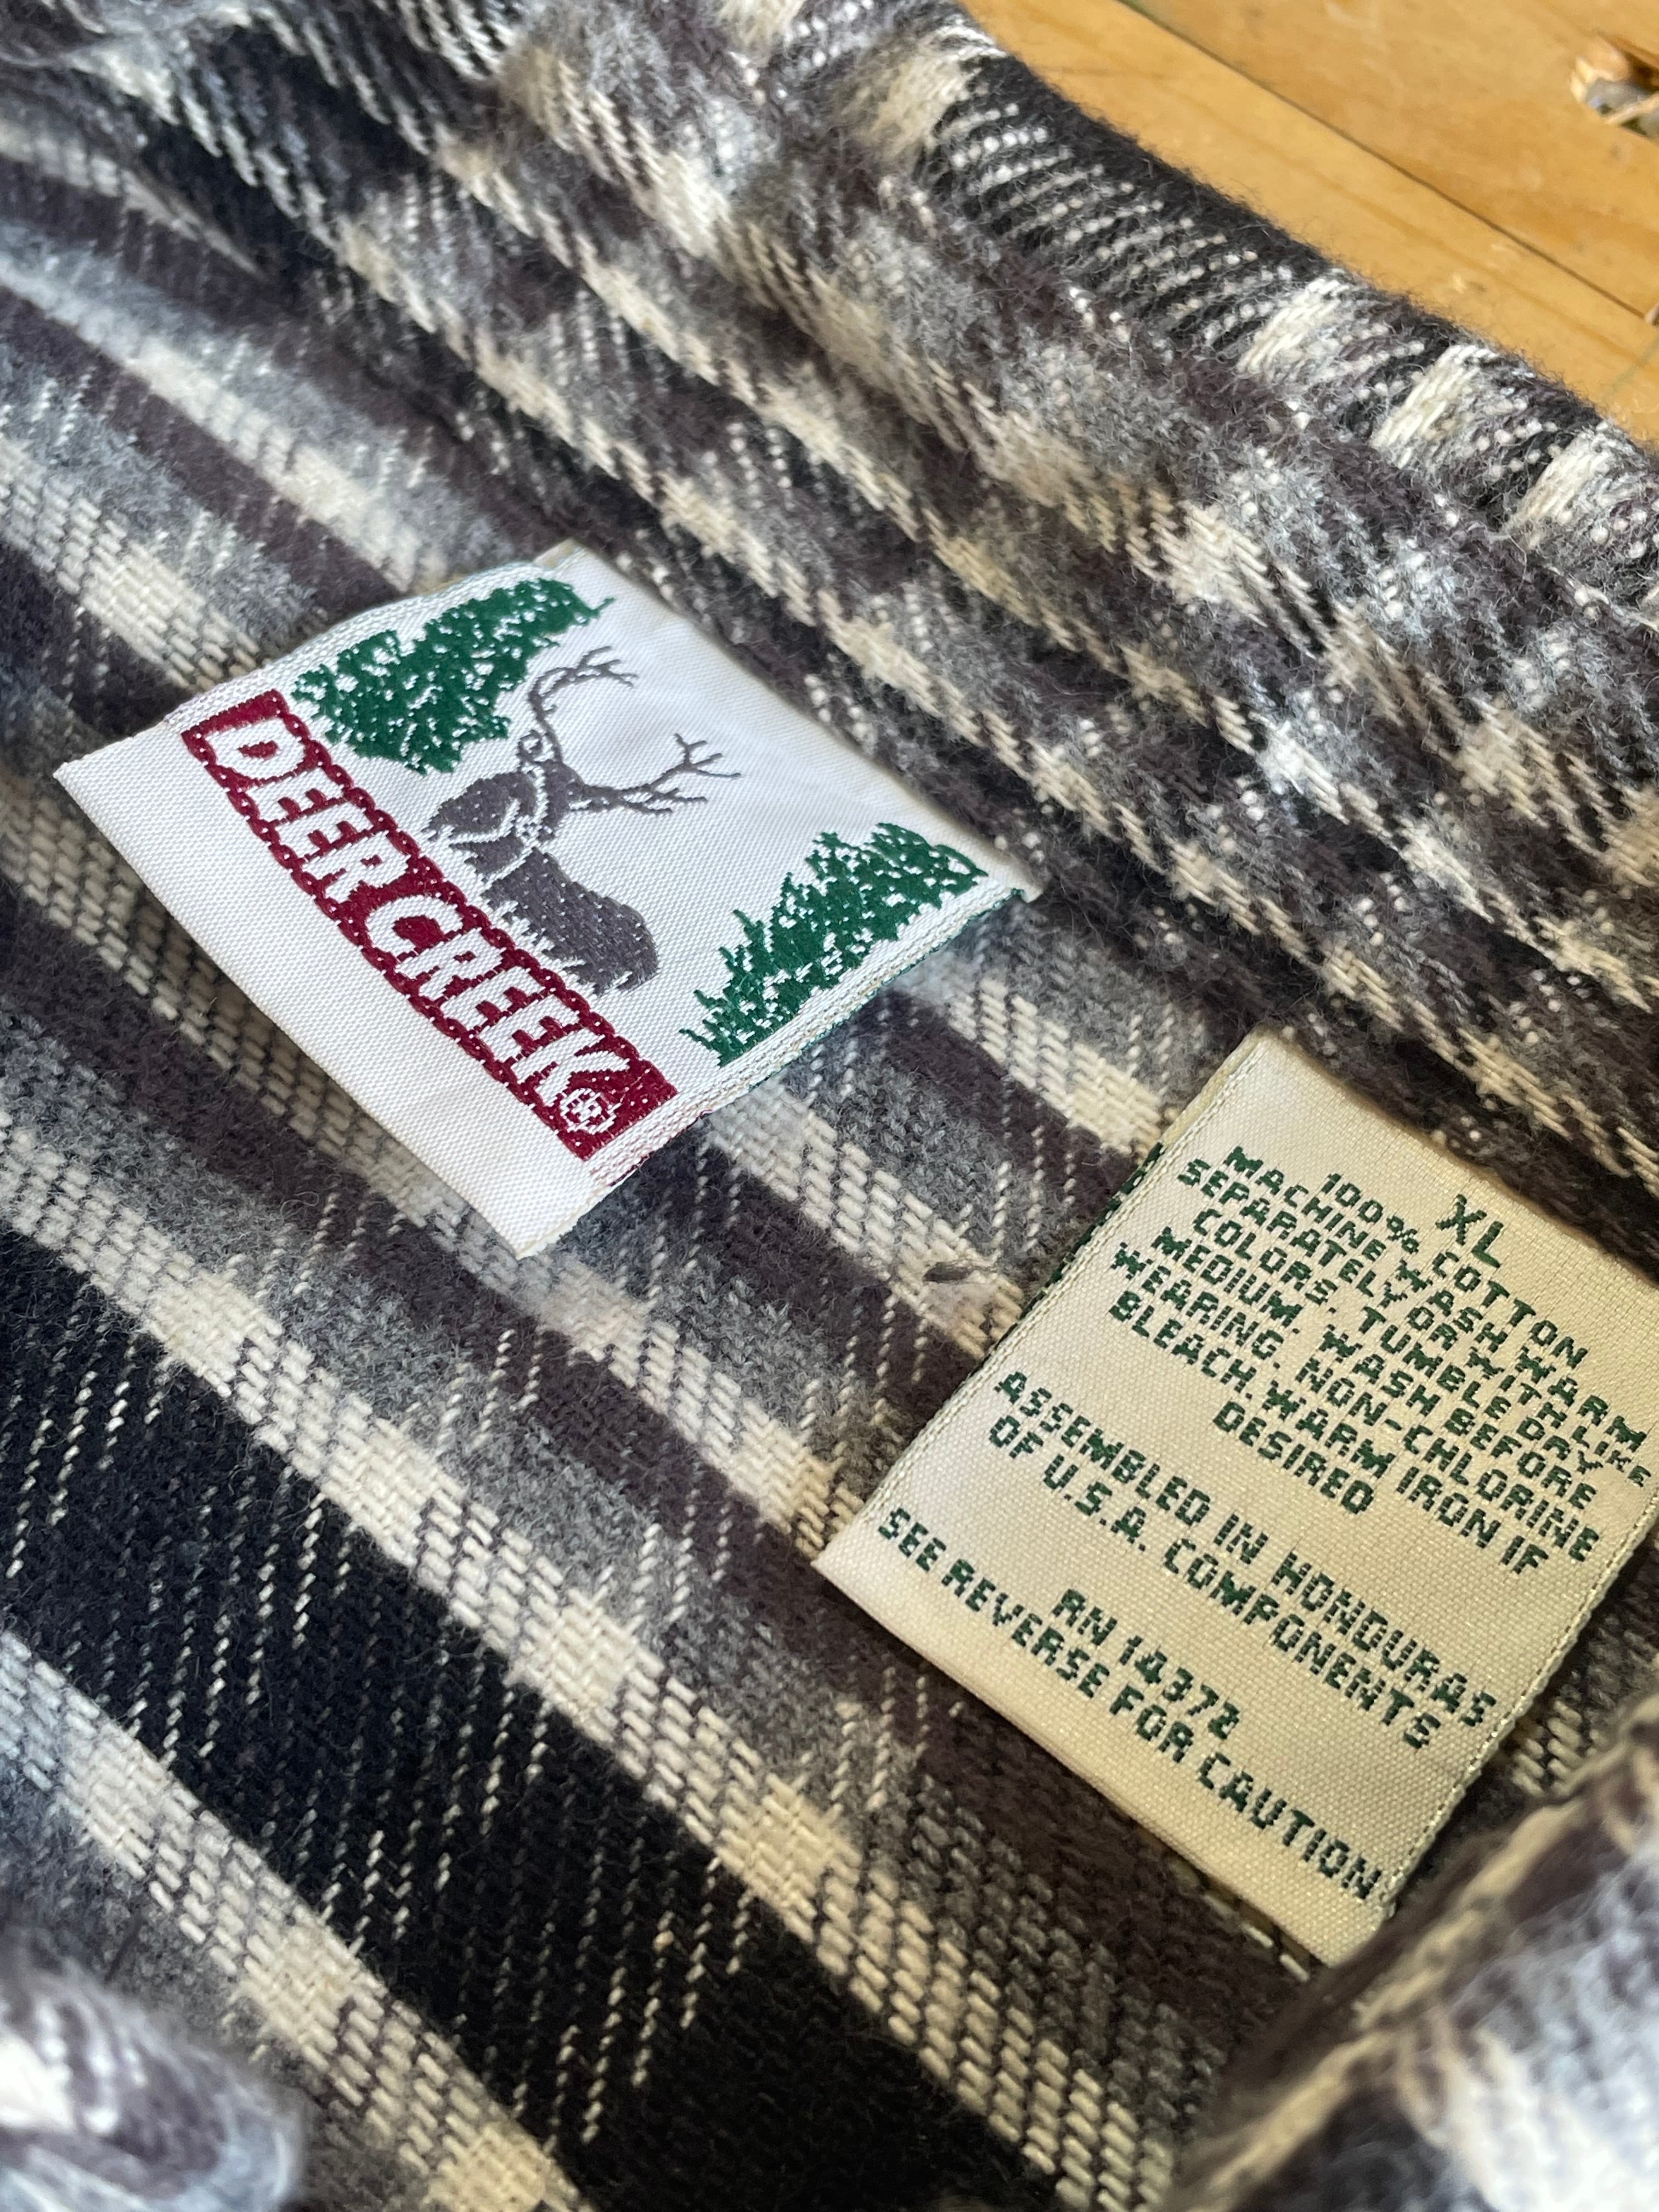 DEER CREEK®
XL
100% COTTON
MACHINE WASH WARM
SEPARATELY OR WITH LIKE
COLORS. TUMBLE DRY
MEDIUM. WASH BEFORE
WEARING. NON-CHLORINE
BLEACH. WARM IRON IF
DESIRED
ASSEMBLED IN HONDURAS
OF U.S.A. COMPONENTS
RN 14372
SEE REVERSE FOR CAUTION